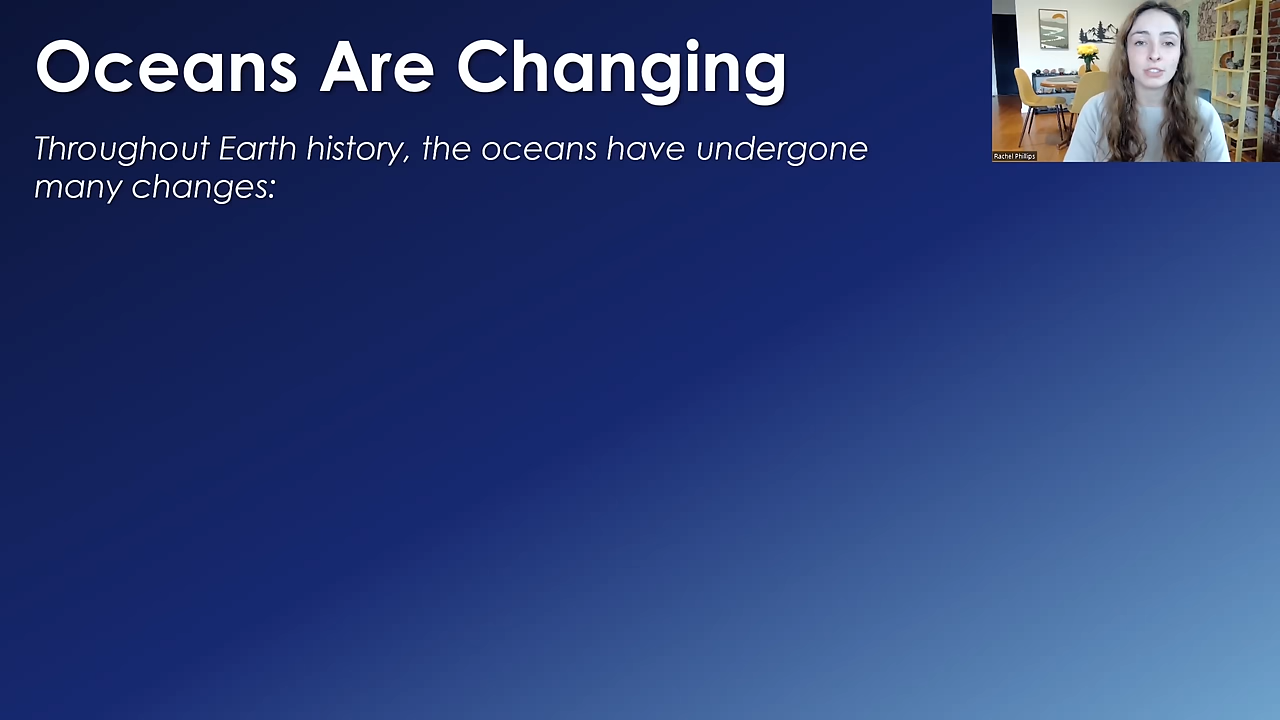 Oceans Are Changing
Throughout Earth history, the oceans have undergone
many changes:
Rachel Phillips